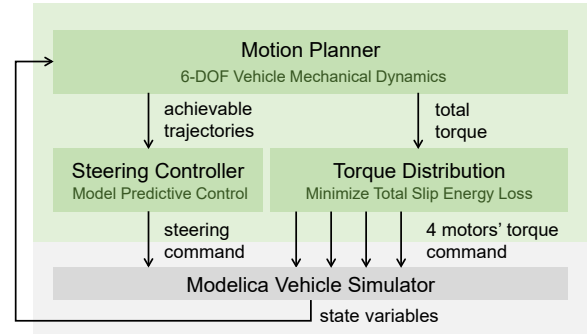 Motion Planner
6-DOF Vehicle Mechanical Dynamics
achievable
trajectories
total
torque
Steering Controller
Model Predictive Control
Torque Distribution
Minimize Total Slip Energy Loss
steering
command
4 motors' torque
command
Modelica Vehicle Simulator
state variables